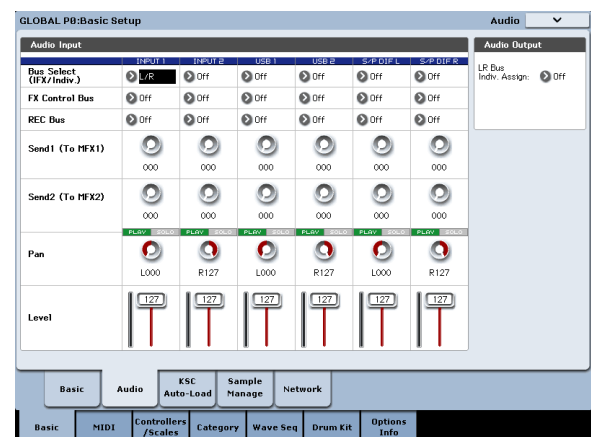 GLOBAL P0:Basic Setup Audio
Audio Input
INPUT 1 INPUT 2 USB 1 USB 2 S/P DIF L S/P DIF R
Bus Select
(IFX/Indiv.) L/R Off Off Off Off Off
FX Control Bus Off Off Off Off Off Off
REC Bus Off Off Off Off Off Off
Send1 (To MFX1)
000 000 000 000 000 000
Send2 (To MFX2)
000 000 000 000 000 000
PLAY SOLO PLAY SOLO PLAY SOLO PLAY SOLO PLAY SOLO PLAY SOLO
Pan
L000 R127 L000 R127 L000 R127
Level
127 127 127 127 127 127
Audio Output
LR Bus
Indiv. Assign: Off
Basic Audio KSC Auto-Load Sample Manage Network
Basic MIDI Controllers /Scales Category Wave Seq Drum Kit Options Info